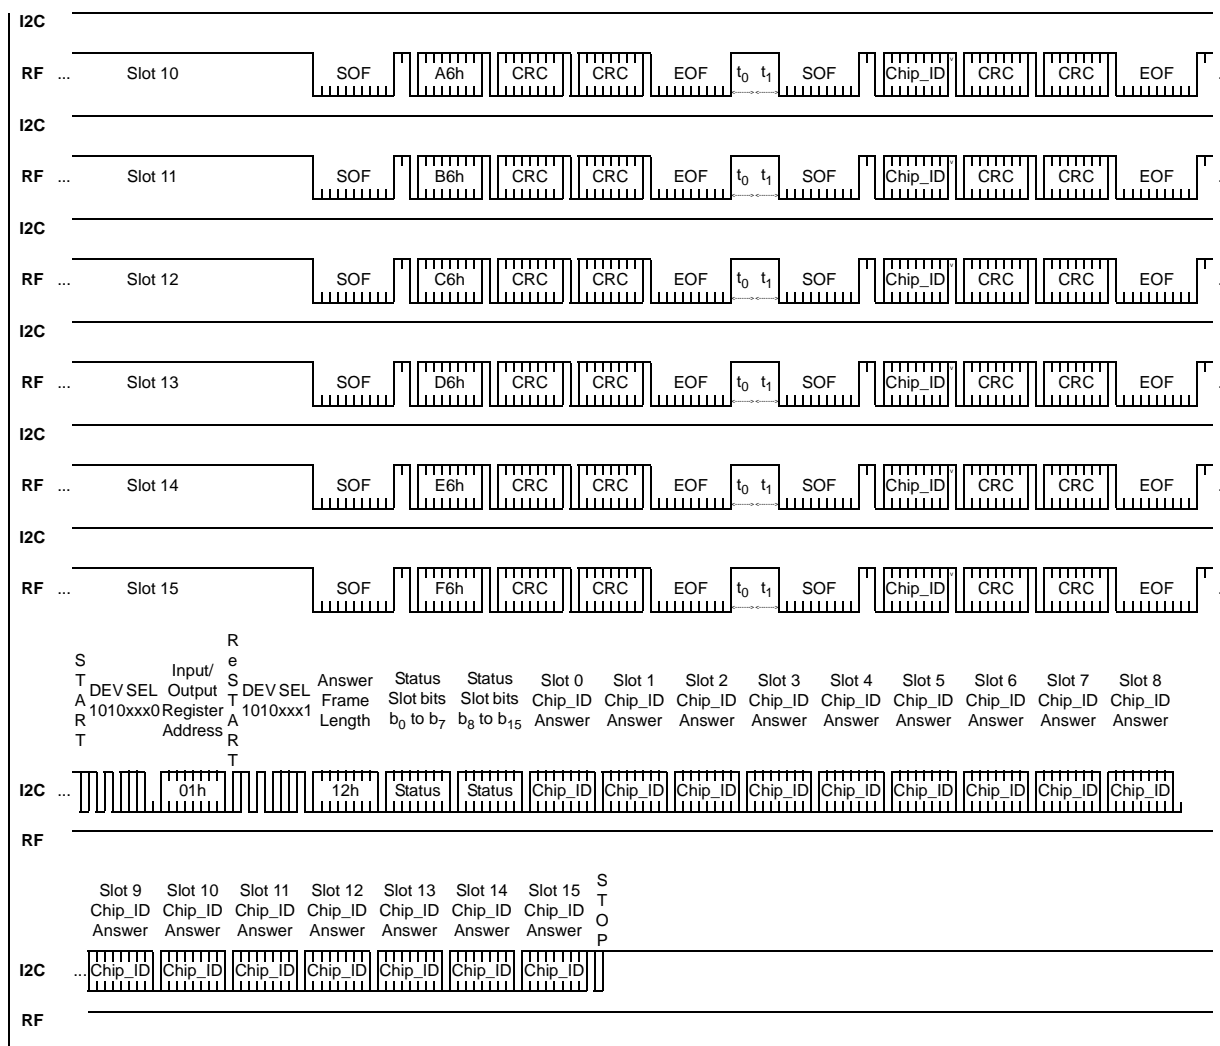 I2C
RF ... Slot 10 SOF A6h CRC CRC EOF t0 t1 SOF Chip_ID CRC CRC EOF
I2C
RF ... Slot 11 SOF B6h CRC CRC EOF t0 t1 SOF Chip_ID CRC CRC EOF
I2C
RF ... Slot 12 SOF C6h CRC CRC EOF t0 t1 SOF Chip_ID CRC CRC EOF
I2C
RF ... Slot 13 SOF D6h CRC CRC EOF t0 t1 SOF Chip_ID CRC CRC EOF
I2C
RF ... Slot 14 SOF E6h CRC CRC EOF t0 t1 SOF Chip_ID CRC CRC EOF
I2C
RF ... Slot 15 SOF F6h CRC CRC EOF t0 t1 SOF Chip_ID CRC CRC EOF
START
DEV SEL
1010xxx0
Input/
Output
Register
Address
ReSTART
DEV SEL
1010xxx1
Answer
Frame
Length
Status
Slot bits
b0 to b7
Status
Slot bits
b8 to b15
Slot 0
Chip_ID
Answer
Slot 1
Chip_ID
Answer
Slot 2
Chip_ID
Answer
Slot 3
Chip_ID
Answer
Slot 4
Chip_ID
Answer
Slot 5
Chip_ID
Answer
Slot 6
Chip_ID
Answer
Slot 7
Chip_ID
Answer
Slot 8
Chip_ID
Answer
I2C ... 01h 12h Status Status Chip_ID Chip_ID Chip_ID Chip_ID Chip_ID Chip_ID Chip_ID Chip_ID Chip_ID
RF
Slot 9
Chip_ID
Answer
Slot 10
Chip_ID
Answer
Slot 11
Chip_ID
Answer
Slot 12
Chip_ID
Answer
Slot 13
Chip_ID
Answer
Slot 14
Chip_ID
Answer
Slot 15
Chip_ID
Answer
STOP
I2C ... Chip_ID Chip_ID Chip_ID Chip_ID Chip_ID Chip_ID Chip_ID
RF